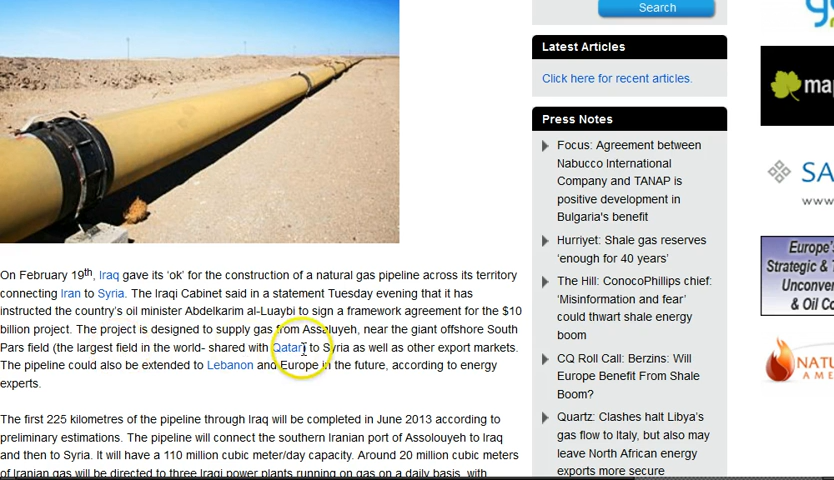 On February 19th, Iraq gave its 'ok' for the construction of a natural gas pipeline across its territory
connecting Iran to Syria. The Iraqi Cabinet said in a statement Tuesday evening that it has
instructed the country's oil minister Abdelkarim al-Luaybi to sign a framework agreement for the $10
billion project. The project is designed to supply gas from Assaluyeh, near the giant offshore South
Pars field (the largest field in the world- shared with Qatar) to Syria as well as other export markets.
The pipeline could also be extended to Lebanon and Europe in the future, according to energy
experts.
The first 225 kilometres of the pipeline through Iraq will be completed in June 2013 according to
preliminary estimations. The pipeline will connect the southern Iranian port of Assolouyeh to Iraq
and then to Syria. It will have a 110 million cubic meter/day capacity. Around 20 million cubic meters
of Iranian gas will be directed to three Iraqi power plants running on gas on a daily basis, with
Search
Latest Articles
Click here for recent articles.
Press Notes
Focus: Agreement between
Nabucco International
Company and TANAP is
positive development in
Bulgaria's benefit
Hurriyet: Shale gas reserves
'enough for 40 years'
The Hill: ConocoPhillips chief:
'Misinformation and fear'
could thwart shale energy
boom
CQ Roll Call: Berzins: Will
Europe Benefit From Shale
Boom?
Quartz: Clashes halt Libya's
gas flow to Italy, but also may
leave North African energy
exports more secure
map
SA
www.
Europe's
Strategic &
Unconven
& Oil Co
NATU
AME